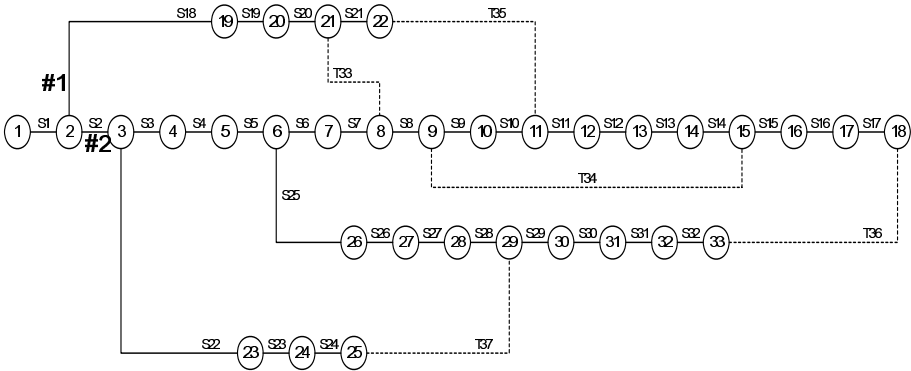 S18 19 S19 20 S20 21 S21 22 T35
#1 T33
1 S1 2 S2 3 S3 4 S4 5 S5 6 S6 7 S7 8 S8 9 S9 10 S10 11 S11 12 S12 13 S13 14 S14 15 S15 16 S16 17 S17 18
#2
T34
S25
26 S26 27 S27 28 S28 29 S29 30 S30 31 S31 32 S32 33 T36
S22 23 S23 24 S24 25 T37